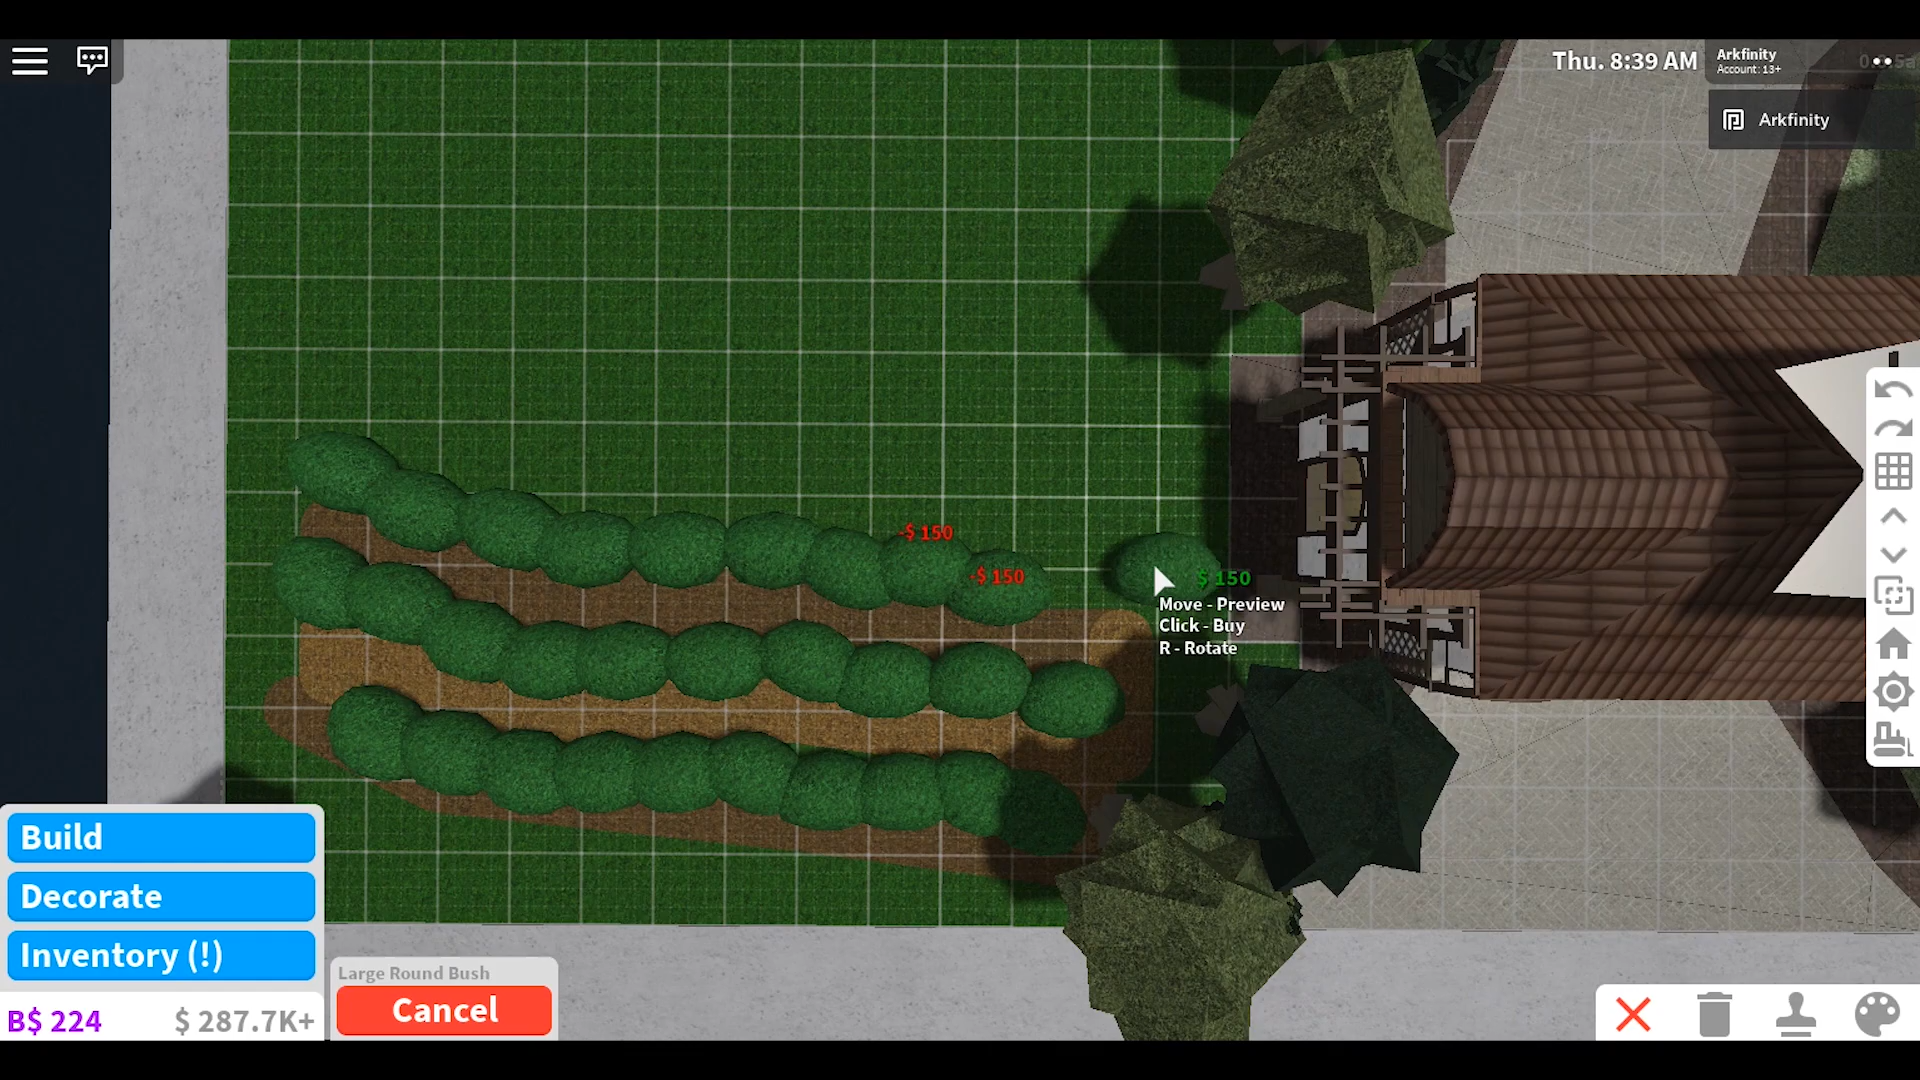 Thu. 8:39 AM
Arkfinity
Account: 13+
Arkfinity
-$ 150
-$ 150
$ 150
Move - Preview
Click - Buy
R - Rotate
Build
Decorate
Inventory (!)
B$ 224
$ 287.7K+
Large Round Bush
Cancel